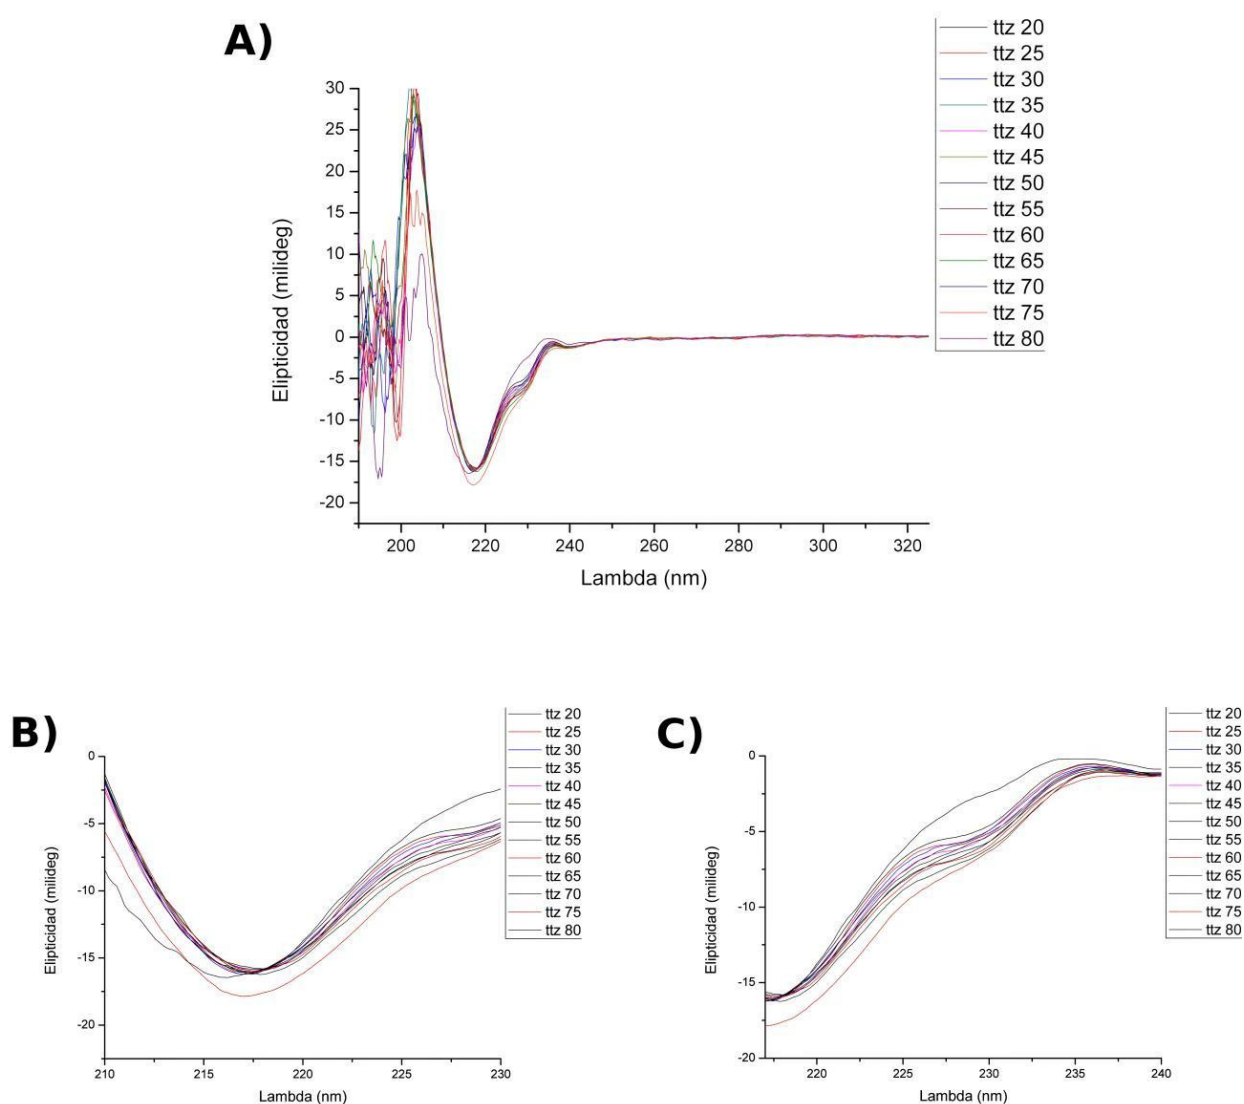 A)
ttz 20
ttz 25
ttz 30
ttz 35
ttz 40
ttz 45
ttz 50
ttz 55
ttz 60
ttz 65
ttz 70
ttz 75
ttz 80
30
25
20
15
10
5
0
-5
-10
-15
-20
Elipticidad (milideg)
200 220 240 260 280 300 320
Lambda (nm)
B)
ttz 20
ttz 25
ttz 30
ttz 35
ttz 40
ttz 45
ttz 50
ttz 55
ttz 60
ttz 65
ttz 70
ttz 75
ttz 80
0
-5
-10
-15
-20
Elipticidad (milideg)
210 215 220 225 230
Lambda (nm)
C)
ttz 20
ttz 25
ttz 30
ttz 35
ttz 40
ttz 45
ttz 50
ttz 55
ttz 60
ttz 65
ttz 70
ttz 75
ttz 80
0
-5
-10
-15
-20
Elipticidad (milideg)
220 225 230 235 240
Lambda (nm)